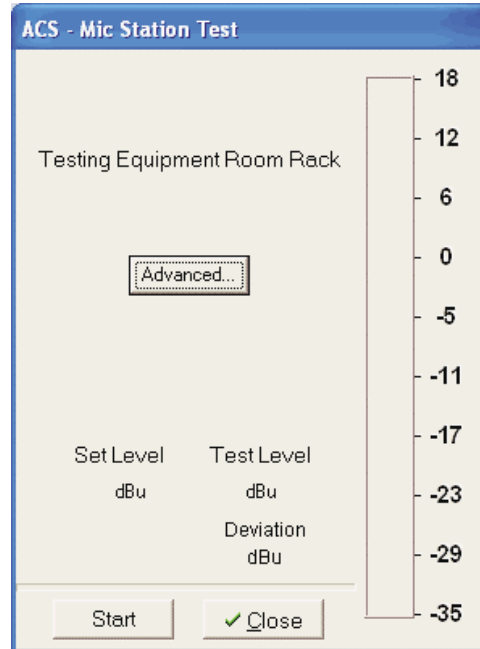 ACS - Mic Station Test
Testing Equipment Room Rack
Advanced...
Set Level Test Level
dBu dBu
Deviation
dBu
Start Close
18
12
6
0
-5
-11
-17
-23
-29
-35